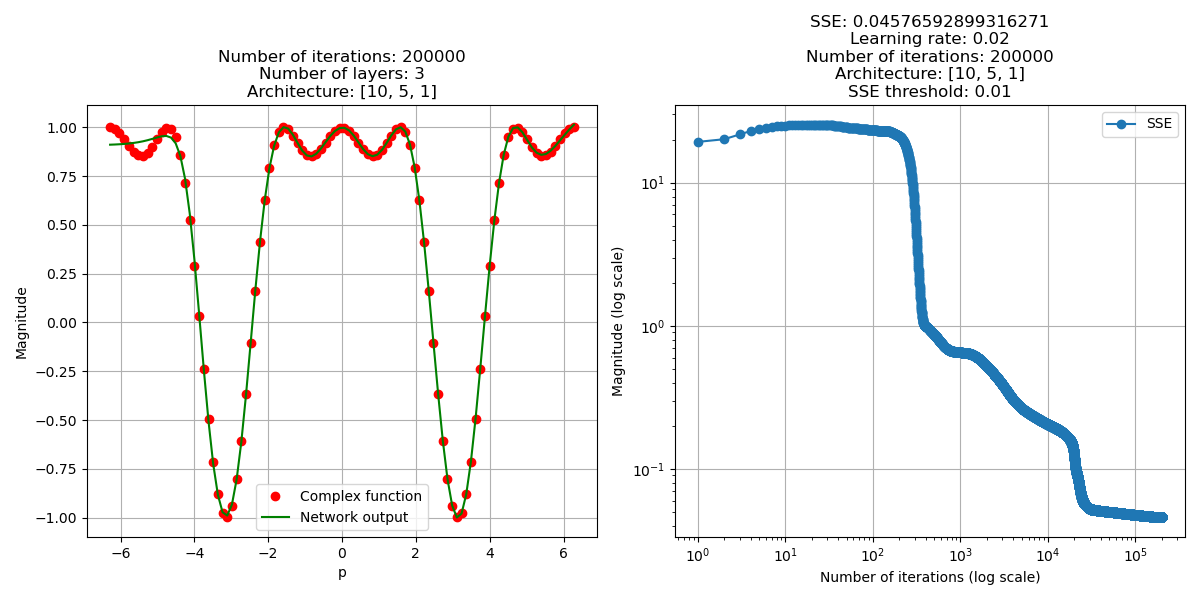 Number of iterations: 200000
Number of layers: 3
Architecture: [10, 5, 1]
Magnitude
1.00
0.75
0.50
0.25
0.00
−0.25
−0.50
−0.75
−1.00
Complex function
Network output
−6 −4 −2 0 2 4 6
p
SSE: 0.04576592899316271
Learning rate: 0.02
Number of iterations: 200000
Architecture: [10, 5, 1]
SSE threshold: 0.01
SSE
Magnitude (log scale)
10¹
10⁰
10⁻¹
10⁰ 10¹ 10² 10³ 10⁴ 10⁵
Number of iterations (log scale)